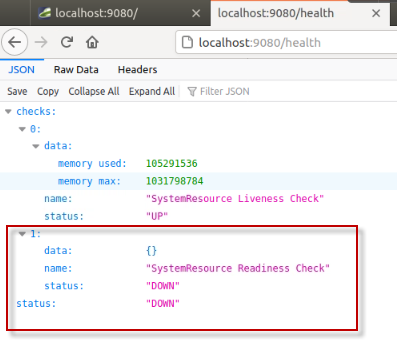 localhost:9080/
localhost:9080/health
localhost:9080/health
JSON Raw Data Headers
Save Copy Collapse All Expand All Filter JSON
checks:
0:
data:
memory used: 105291536
memory max: 1031798784
name: "SystemResource Liveness Check"
status: "UP"
1:
data: {}
name: "SystemResource Readiness Check"
status: "DOWN"
status: "DOWN"